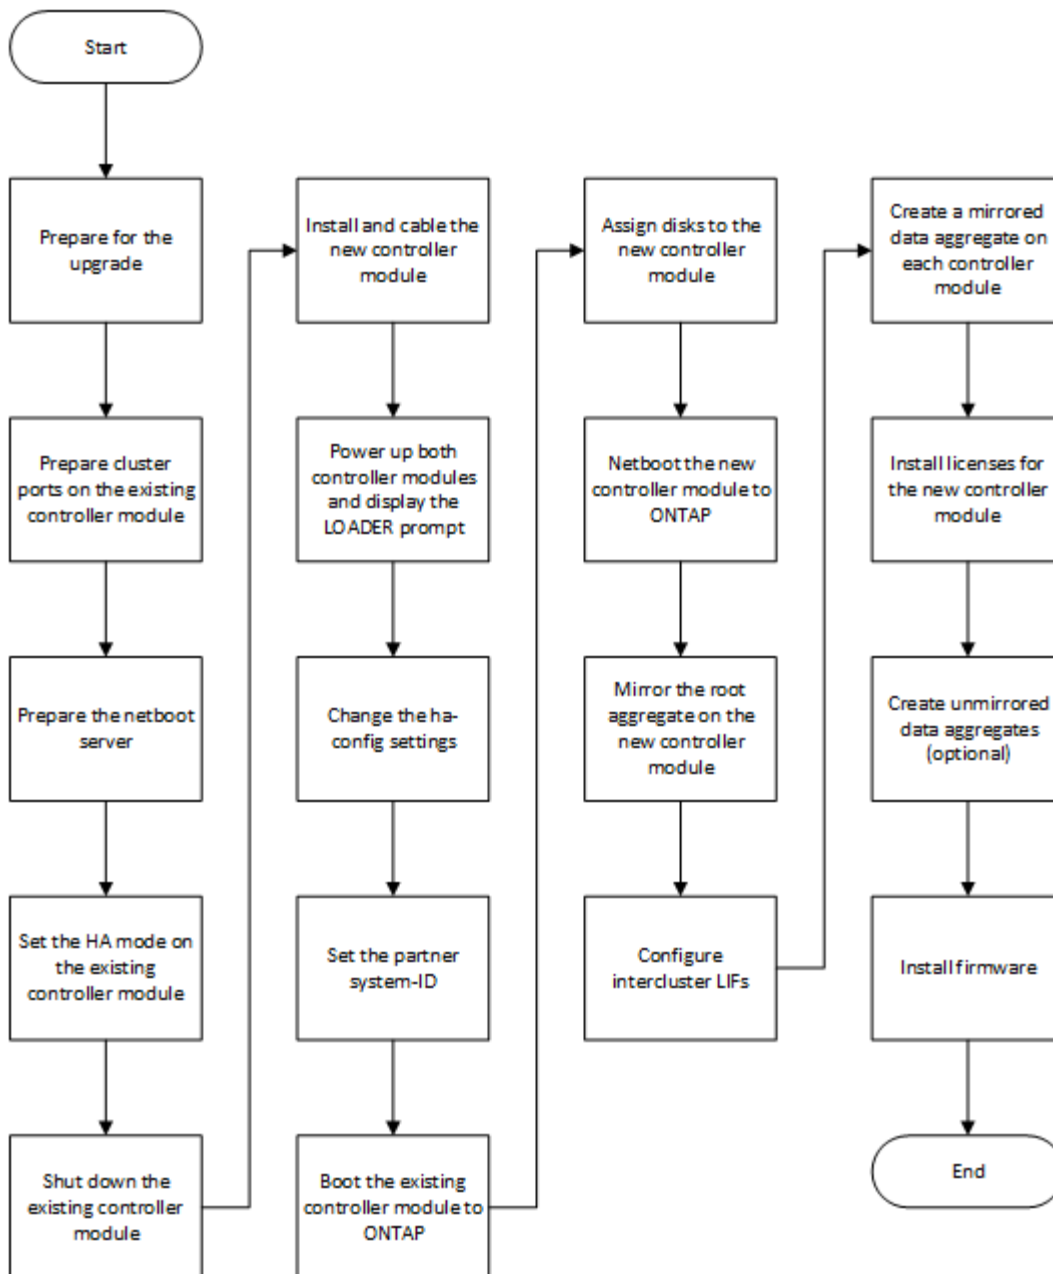 Start
Prepare for the
upgrade
Prepare cluster
ports on the existing
controller module
Prepare the netboot
server
Set the HA mode on
the existing
controller module
Shut down the
existing controller
module
Install and cable the
new controller
module
Power up both
controller modules
and display the
LOADER prompt
Change the ha-
config settings
Set the partner
system-ID
Boot the existing
controller module to
ONTAP
Assign disks to the
new controller
module
Netboot the new
controller module to
ONTAP
Mirror the root
aggregate on the
new controller
module
Configure
intercluster LIFs
Create a mirrored
data aggregate on
each controller
module
Install licenses for
the new controller
module
Create unmirrored
data aggregates
(optional)
Install firmware
End